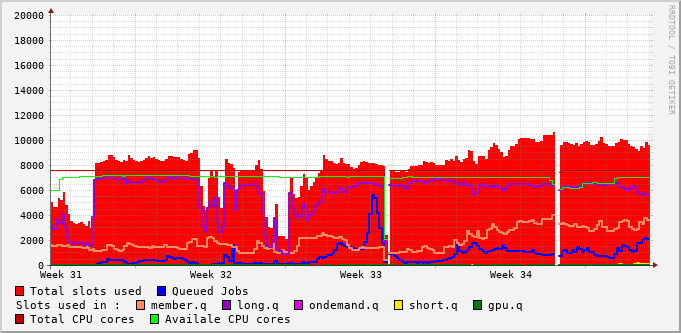 20000
18000
16000
14000
12000
10000
8000
6000
4000
2000
0
Week 31 Week 32 Week 33 Week 34
RRDTOOL / TOBI OETIKER
Total slots used Queued Jobs
Slots used in : member.q long.q ondemand.q short.q gpu.q
Total CPU cores Availale CPU cores